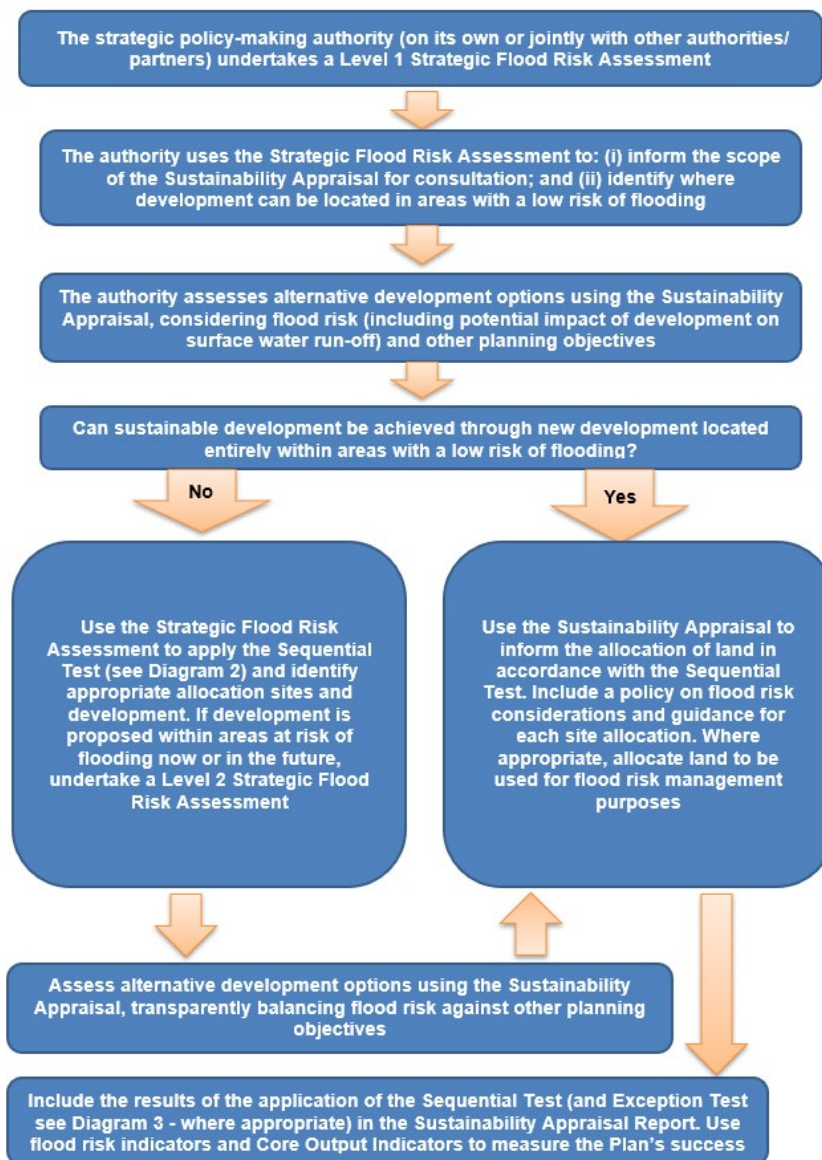 The strategic policy-making authority (on its own or jointly with other authorities/
partners) undertakes a Level 1 Strategic Flood Risk Assessment
The authority uses the Strategic Flood Risk Assessment to: (i) inform the scope
of the Sustainability Appraisal for consultation; and (ii) identify where
development can be located in areas with a low risk of flooding
The authority assesses alternative development options using the Sustainability
Appraisal, considering flood risk (including potential impact of development on
surface water run-off) and other planning objectives
Can sustainable development be achieved through new development located
entirely within areas with a low risk of flooding?
No
Yes
Use the Strategic Flood Risk
Assessment to apply the Sequential
Test (see Diagram 2) and identify
appropriate allocation sites and
development. If development is
proposed within areas at risk of
flooding now or in the future,
undertake a Level 2 Strategic Flood
Risk Assessment
Use the Sustainability Appraisal to
inform the allocation of land in
accordance with the Sequential
Test. Include a policy on flood risk
considerations and guidance for
each site allocation. Where
appropriate, allocate land to be
used for flood risk management
purposes
Assess alternative development options using the Sustainability
Appraisal, transparently balancing flood risk against other planning
objectives
Include the results of the application of the Sequential Test (and Exception Test
see Diagram 3 - where appropriate) in the Sustainability Appraisal Report. Use
flood risk indicators and Core Output Indicators to measure the Plan's success